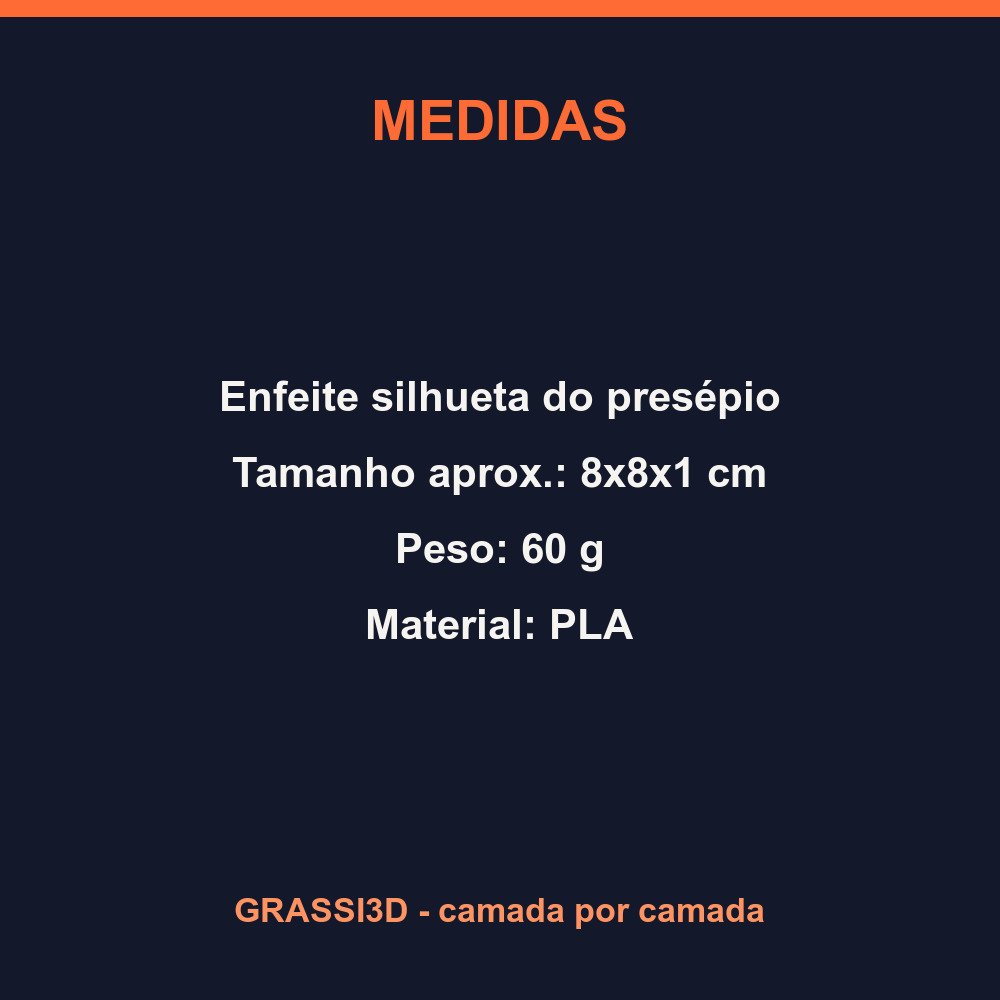 MEDIDAS
Enfeite silhueta do presépio
Tamanho aprox.: 8x8x1 cm
Peso: 60 g
Material: PLA
GRASSI3D - camada por camada